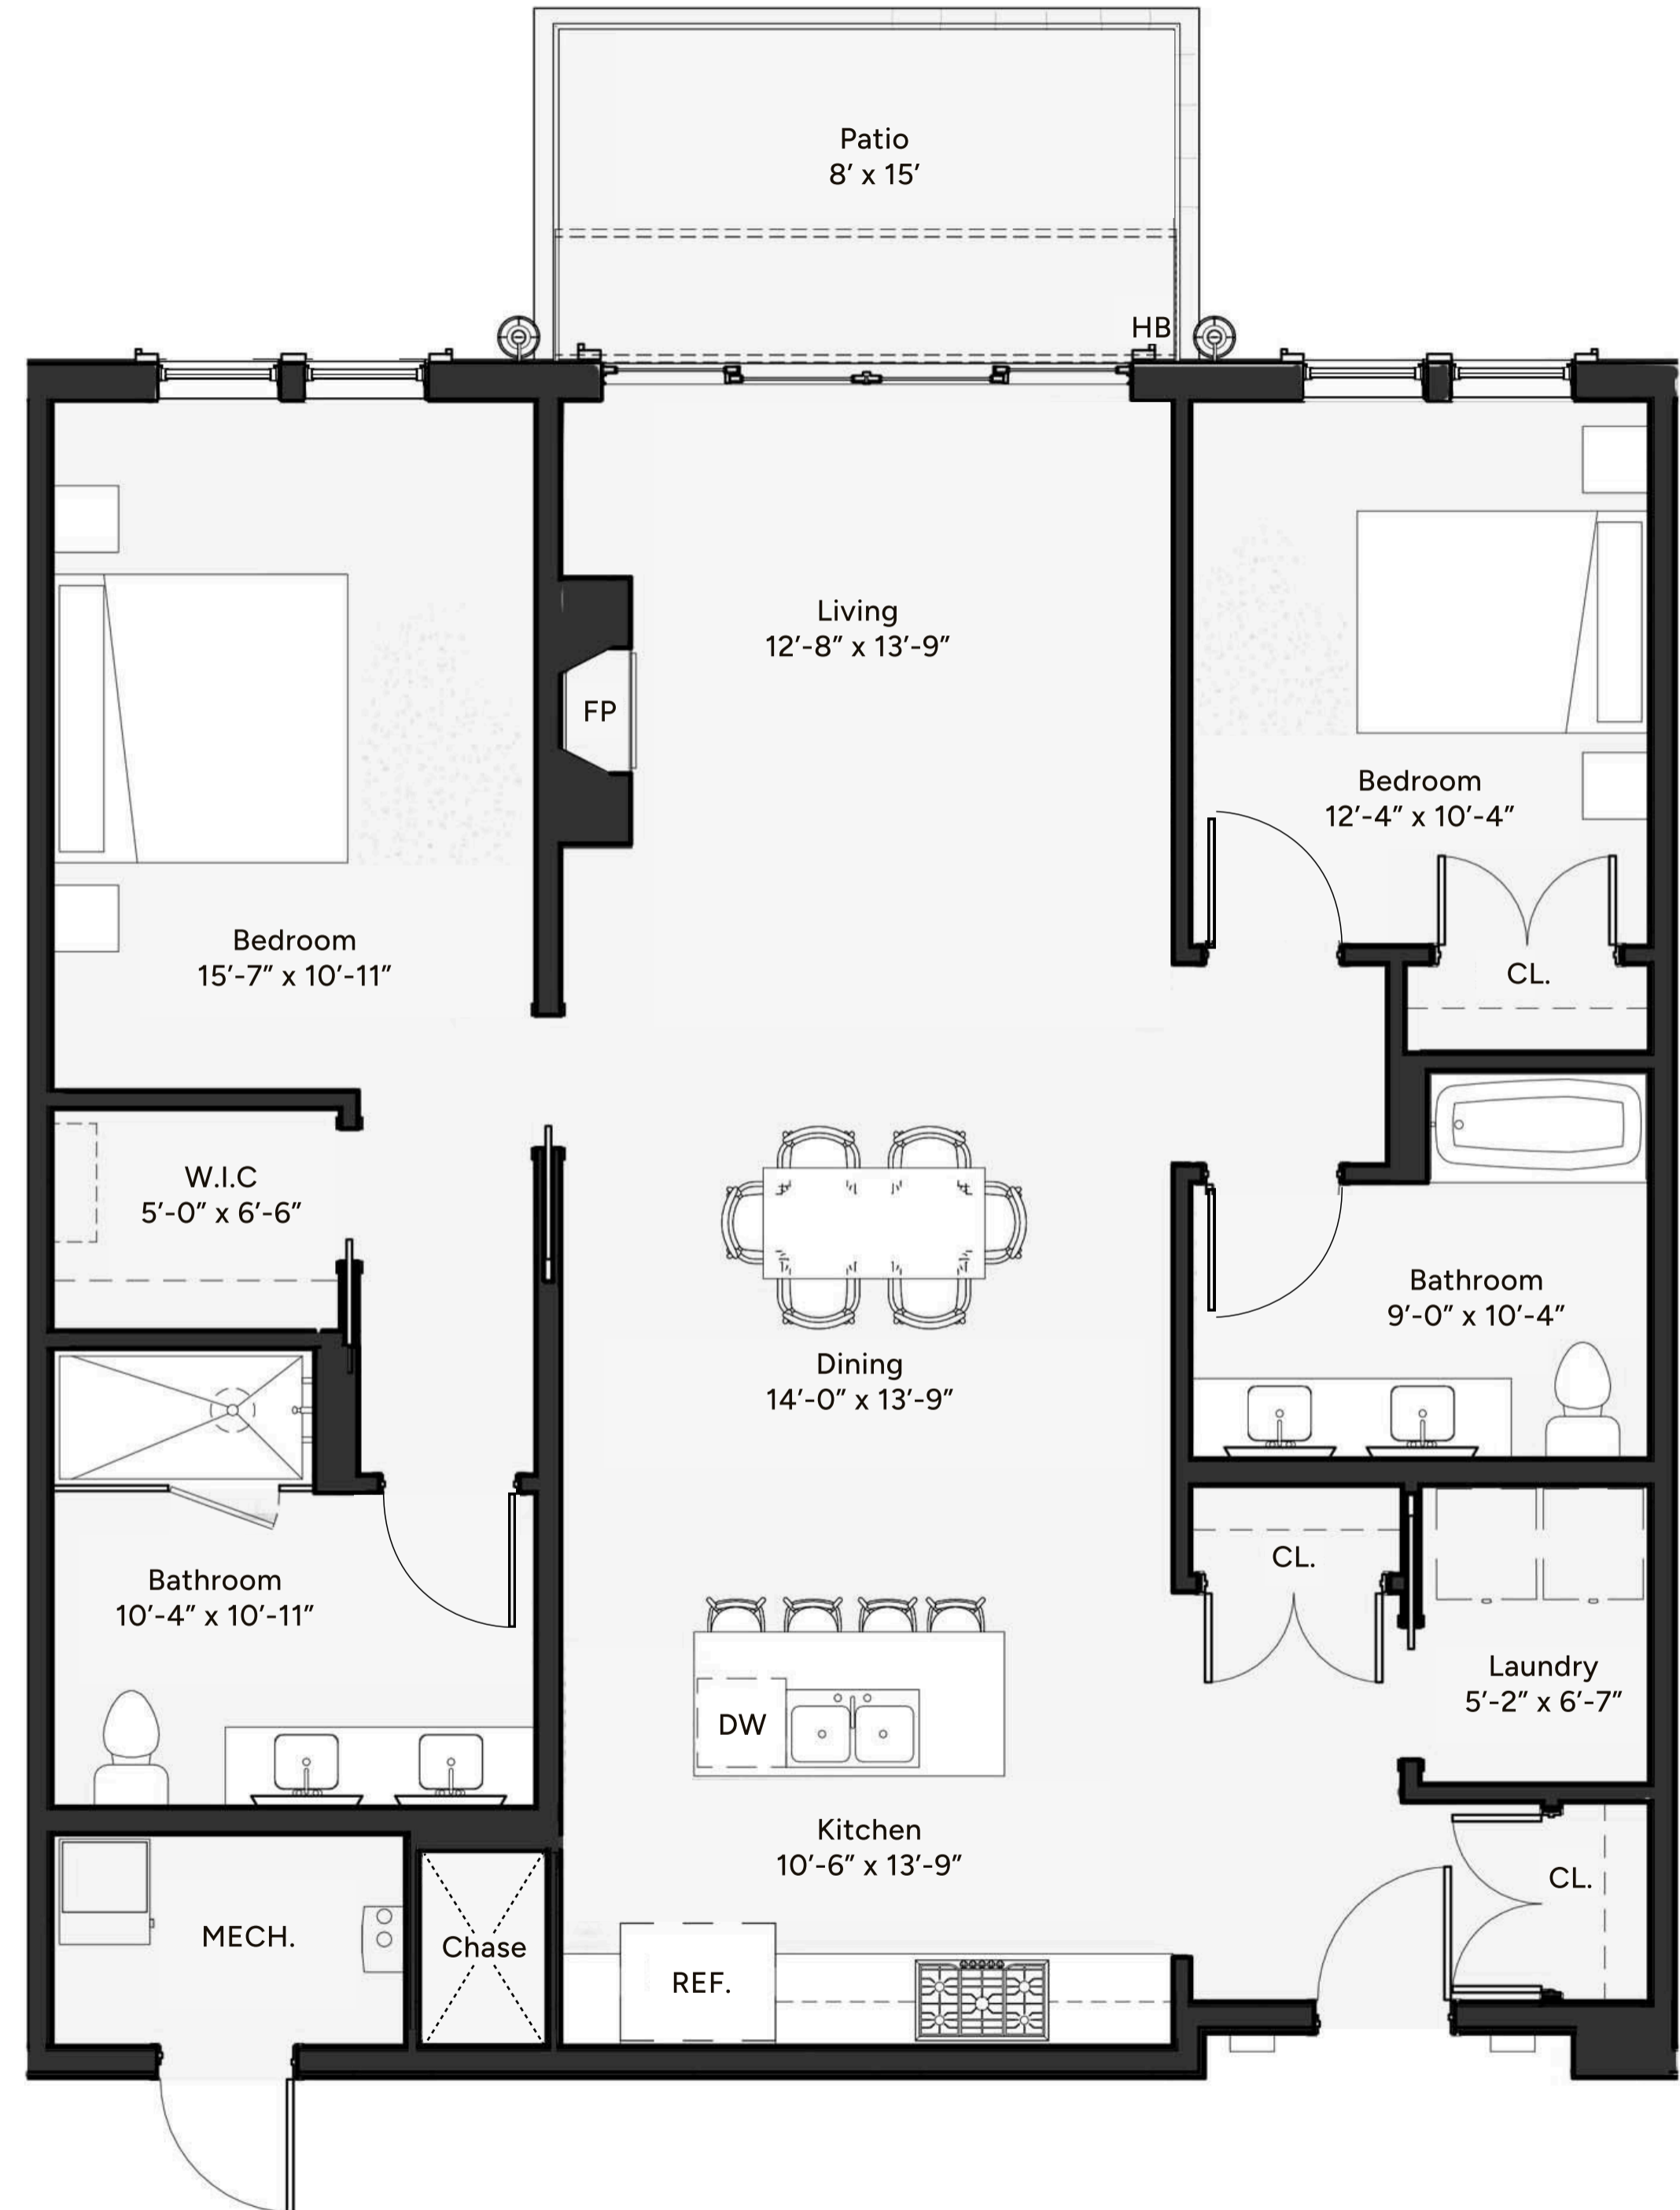 Patio
8’ x 15’
HB
Living
12’-8” x 13’-9”
FP
Bedroom
12’-4” x 10’-4”
Bedroom
15’-7” x 10’-11”
CL.
W.I.C
5’-0” x 6’-6”
Bathroom
9’-0” x 10’-4”
Dining
14’-0” x 13’-9”
CL.
Bathroom
10’-4” x 10’-11”
Laundry
5’-2” x 6’-7”
DW
Kitchen
10’-6” x 13’-9”
CL.
MECH.
Chase
REF.